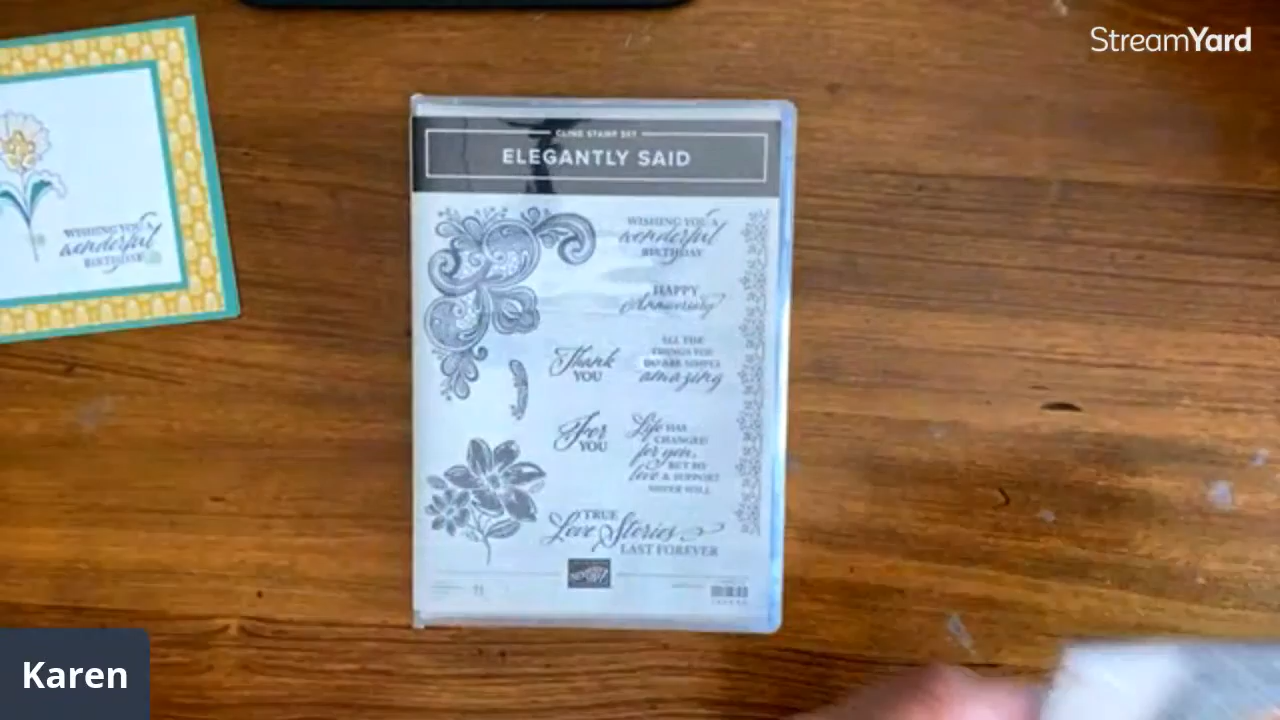 StreamYard
CLING STAMP SET
ELEGANTLY SAID
WISHING YOU A
wonderful
BIRTHDAY
WISHING YOU A
wonderful
BIRTHDAY
HAPPY
Anniversary
Thank
YOU
ALL THE
THINGS YOU
DO ARE SIMPLY
amazing
For
YOU
Life HAS
CHANGED
for you,
BUT MY
love & SUPPORT
NEVER WILL
TRUE
Love Stories
LAST FOREVER
11
Karen